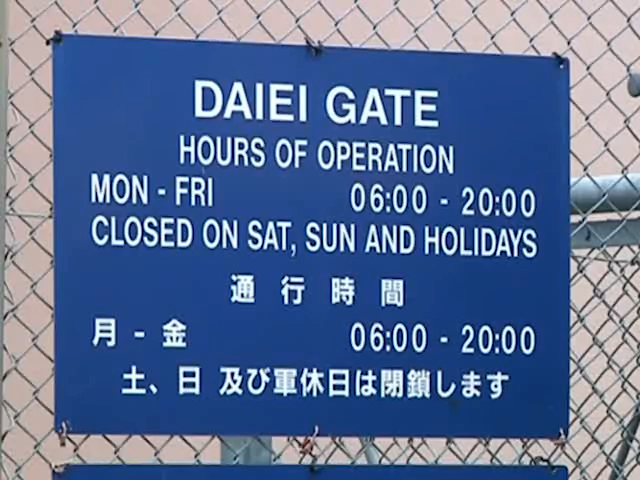 DAIEI GATE
HOURS OF OPERATION
MON - FRI 06:00 - 20:00
CLOSED ON SAT, SUN AND HOLIDAYS
通 行 時 間
月 - 金 06:00 - 20:00
土、日 及び軍休日は閉鎖します